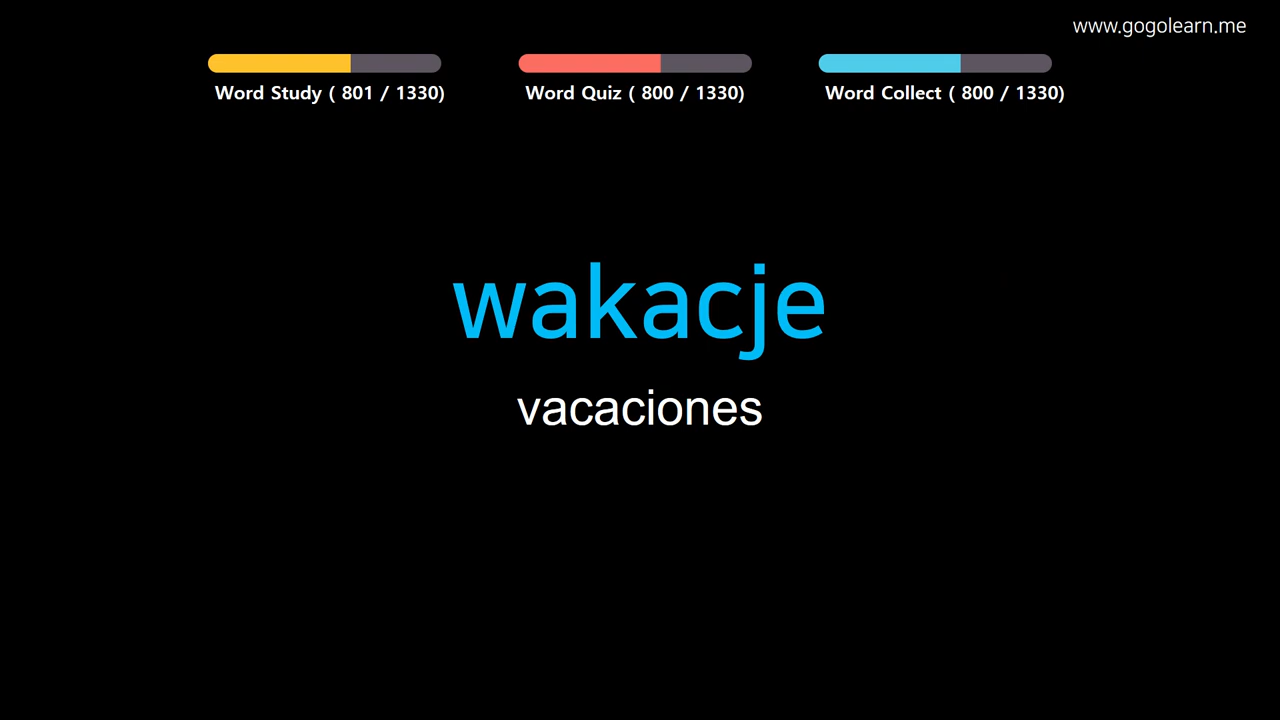 www.gogolearn.me
Word Study ( 801 / 1330)
Word Quiz ( 800 / 1330)
Word Collect ( 800 / 1330)
wakacje
vacaciones